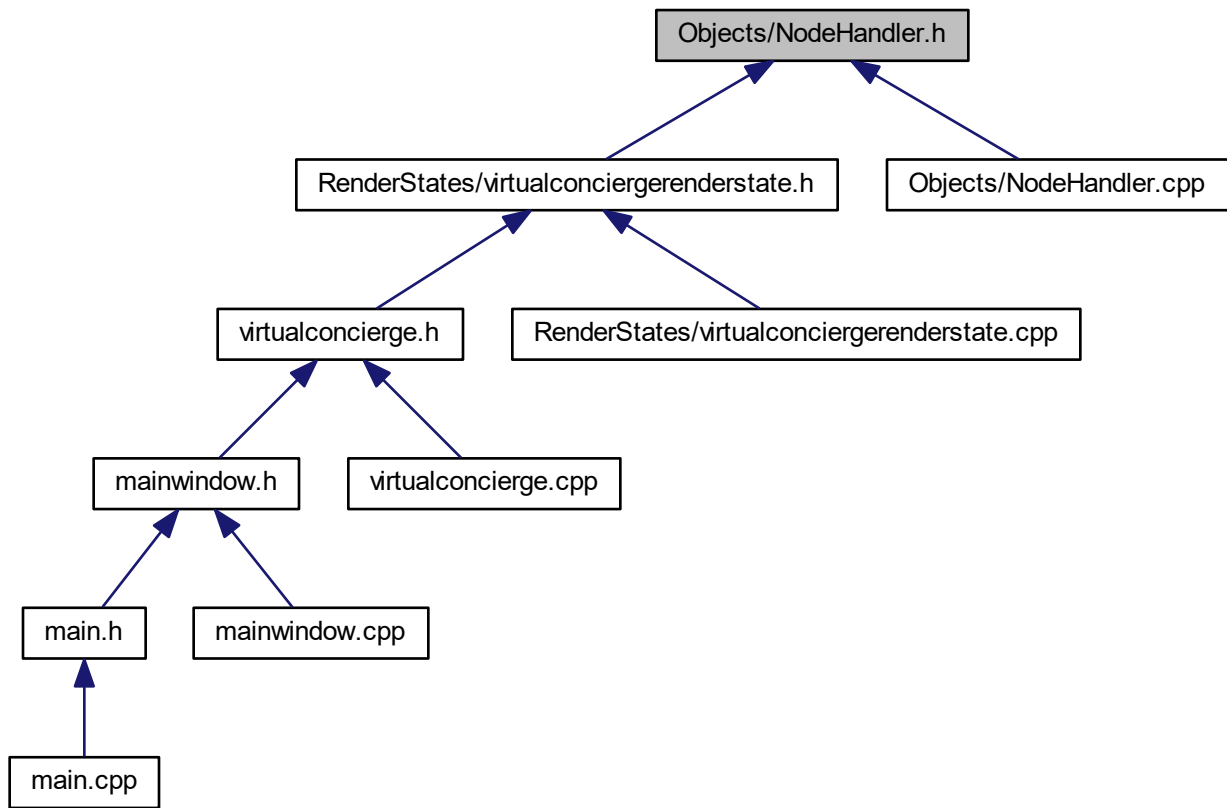 Objects/NodeHandler.h
RenderStates/virtualconciergerenderstate.h
Objects/NodeHandler.cpp
virtualconcierge.h
RenderStates/virtualconciergerenderstate.cpp
mainwindow.h
virtualconcierge.cpp
main.h
mainwindow.cpp
main.cpp